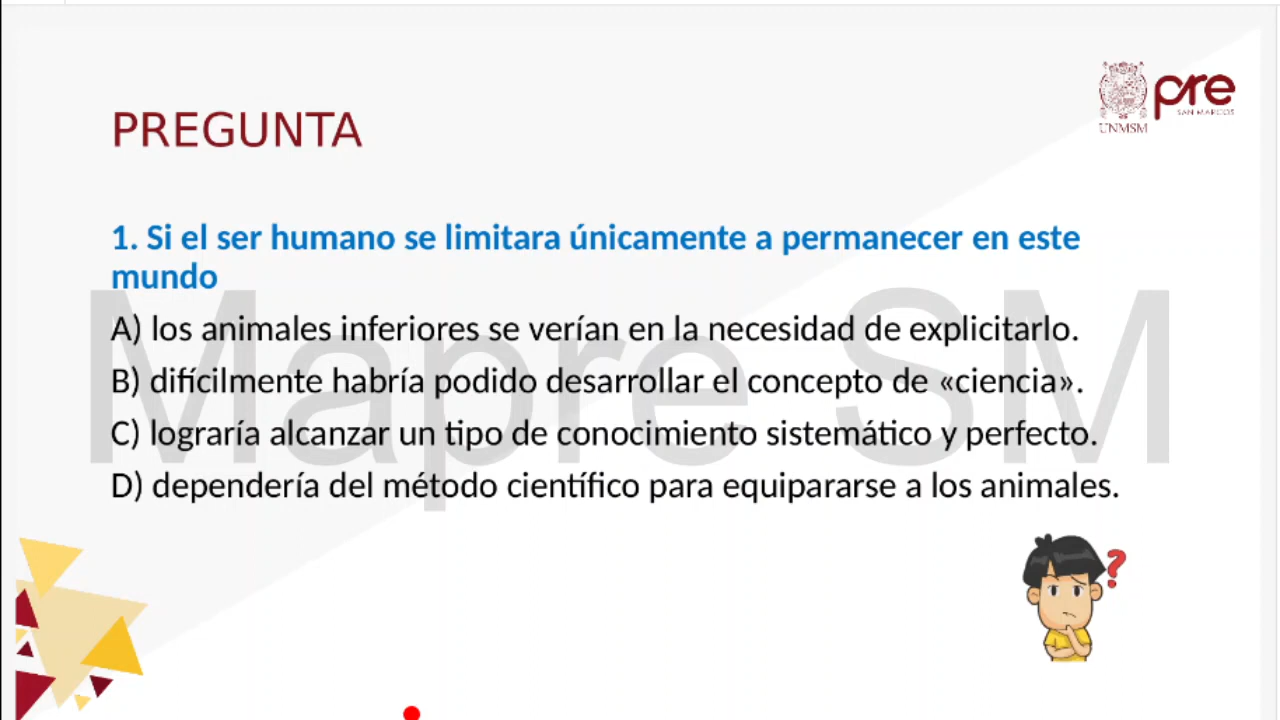 PREGUNTA
UNMSM
pre
SAN MARCOS
1. Si el ser humano se limitara únicamente a permanecer en este
mundo
A) los animales inferiores se verían en la necesidad de explicitarlo.
B) difícilmente habría podido desarrollar el concepto de «ciencia».
C) lograría alcanzar un tipo de conocimiento sistemático y perfecto.
D) dependería del método científico para equipararse a los animales.
Mapre SM
?